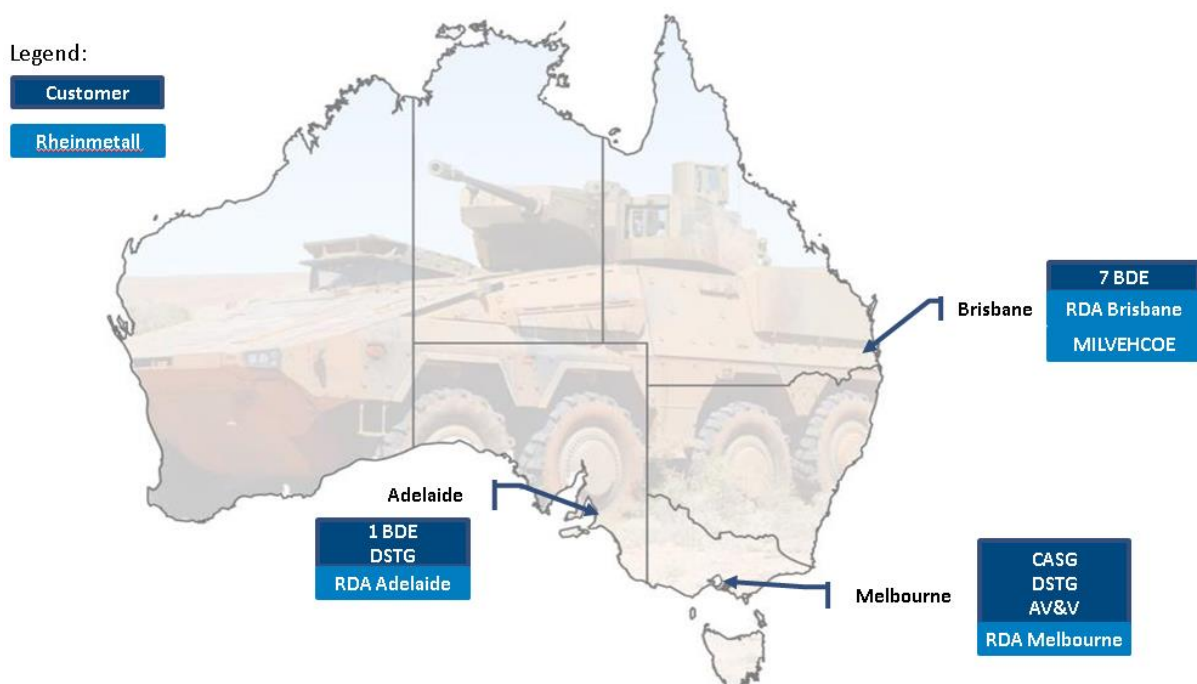 Legend:
Customer
Rheinmetall
Brisbane
7 BDE
RDA Brisbane
MILVEHCOE
Adelaide
1 BDE
DSTG
RDA Adelaide
Melbourne
CASG
DSTG
AV&V
RDA Melbourne